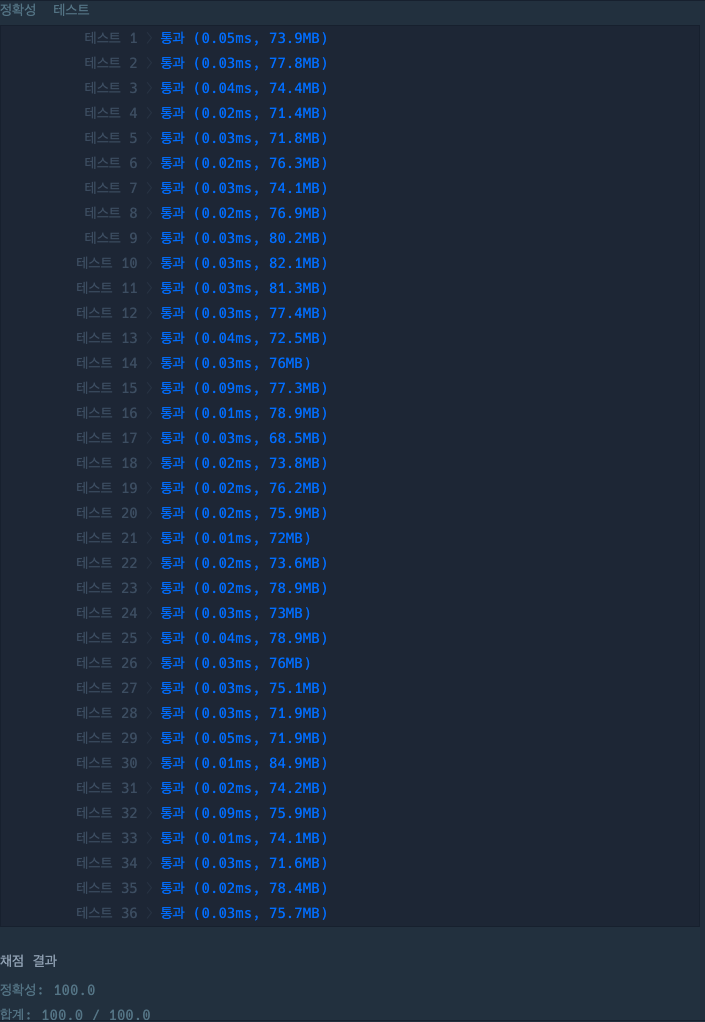 정확성  테스트
테스트 1 〉 통과 (0.05ms, 73.9MB)
테스트 2 〉 통과 (0.03ms, 77.8MB)
테스트 3 〉 통과 (0.04ms, 74.4MB)
테스트 4 〉 통과 (0.02ms, 71.4MB)
테스트 5 〉 통과 (0.03ms, 71.8MB)
테스트 6 〉 통과 (0.02ms, 76.3MB)
테스트 7 〉 통과 (0.03ms, 74.1MB)
테스트 8 〉 통과 (0.02ms, 76.9MB)
테스트 9 〉 통과 (0.03ms, 80.2MB)
테스트 10 〉 통과 (0.03ms, 82.1MB)
테스트 11 〉 통과 (0.03ms, 81.3MB)
테스트 12 〉 통과 (0.03ms, 77.4MB)
테스트 13 〉 통과 (0.04ms, 72.5MB)
테스트 14 〉 통과 (0.03ms, 76MB)
테스트 15 〉 통과 (0.09ms, 77.3MB)
테스트 16 〉 통과 (0.01ms, 78.9MB)
테스트 17 〉 통과 (0.03ms, 68.5MB)
테스트 18 〉 통과 (0.02ms, 73.8MB)
테스트 19 〉 통과 (0.02ms, 76.2MB)
테스트 20 〉 통과 (0.02ms, 75.9MB)
테스트 21 〉 통과 (0.01ms, 72MB)
테스트 22 〉 통과 (0.02ms, 73.6MB)
테스트 23 〉 통과 (0.02ms, 78.9MB)
테스트 24 〉 통과 (0.03ms, 73MB)
테스트 25 〉 통과 (0.04ms, 78.9MB)
테스트 26 〉 통과 (0.03ms, 76MB)
테스트 27 〉 통과 (0.03ms, 75.1MB)
테스트 28 〉 통과 (0.03ms, 71.9MB)
테스트 29 〉 통과 (0.05ms, 71.9MB)
테스트 30 〉 통과 (0.01ms, 84.9MB)
테스트 31 〉 통과 (0.02ms, 74.2MB)
테스트 32 〉 통과 (0.09ms, 75.9MB)
테스트 33 〉 통과 (0.01ms, 74.1MB)
테스트 34 〉 통과 (0.03ms, 71.6MB)
테스트 35 〉 통과 (0.02ms, 78.4MB)
테스트 36 〉 통과 (0.03ms, 75.7MB)
채점 결과
정확성: 100.0
합계: 100.0 / 100.0